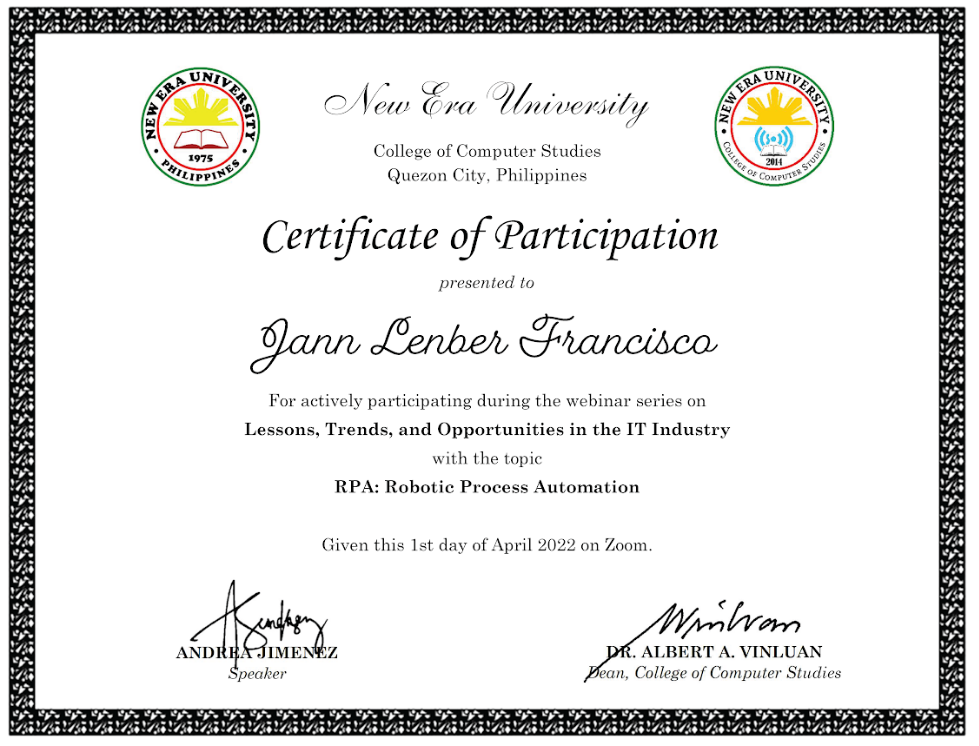 NEW ERA UNIVERSITY
1975
PHILIPPINES
New Era University
College of Computer Studies
Quezon City, Philippines
NEW ERA UNIVERSITY
2014
COLLEGE OF COMPUTER STUDIES
Certificate of Participation
presented to
Jann Lenber Francisco
For actively participating during the webinar series on
Lessons, Trends, and Opportunities in the IT Industry
with the topic
RPA: Robotic Process Automation
Given this 1st day of April 2022 on Zoom.
ANDREA JIMENEZ
Speaker
DR. ALBERT A. VINLUAN
Dean, College of Computer Studies